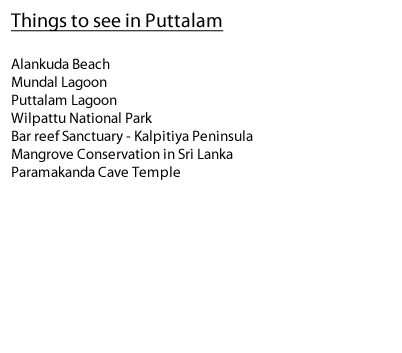 Things to see in Puttalam
Alankuda Beach
Mundal Lagoon
Puttalam Lagoon
Wilpattu National Park
Bar reef Sanctuary - Kalpitiya Peninsula
Mangrove Conservation in Sri Lanka
Paramakanda Cave Temple